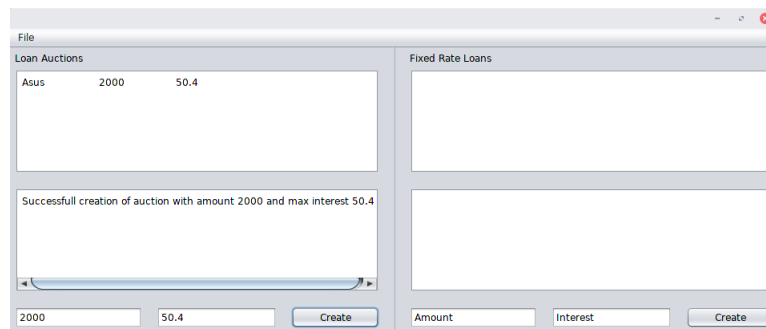 File
Loan Auctions
Asus 2000 50.4
Successfull creation of auction with amount 2000 and max interest 50.4
2000 50.4 Create
Fixed Rate Loans
Amount Interest Create